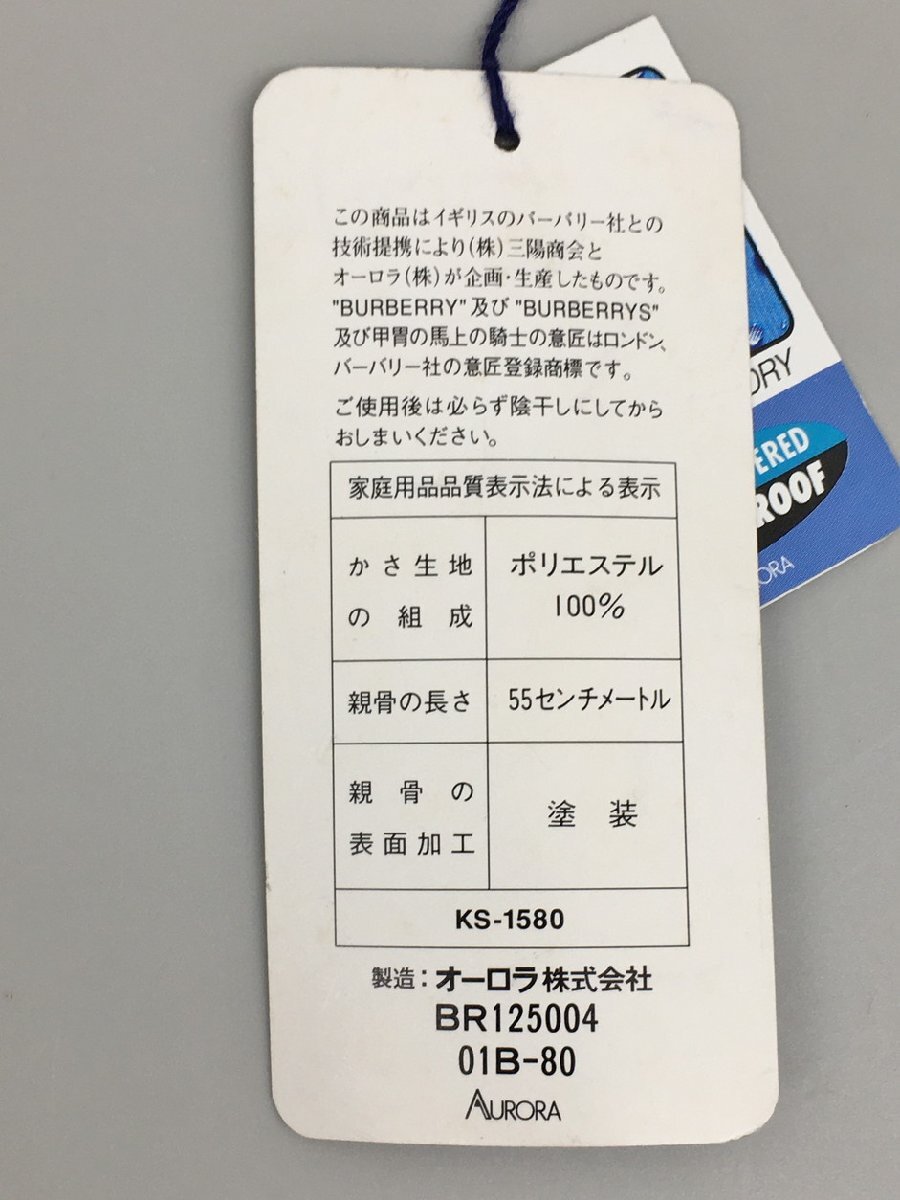 この商品はイギリスのバーバリー社との
技術提携により(株)三陽商会と
オーロラ(株)が企画・生産したものです。
"BURBERRY"及び"BURBERRYS"
及び甲冑の馬上の騎士の意匠はロンドン、
バーバリー社の意匠登録商標です。
ご使用後は必らず陰干しにしてから
おしまいください。
家庭用品品質表示法による表示
かさ生地
の組成
ポリエステル
100%
親骨の長さ
55センチメートル
親骨の
表面加工
塗装
KS-1580
製造:オーロラ株式会社
BR125004
01B-80
AURORA
DRY
ERED
ROOF
ORA